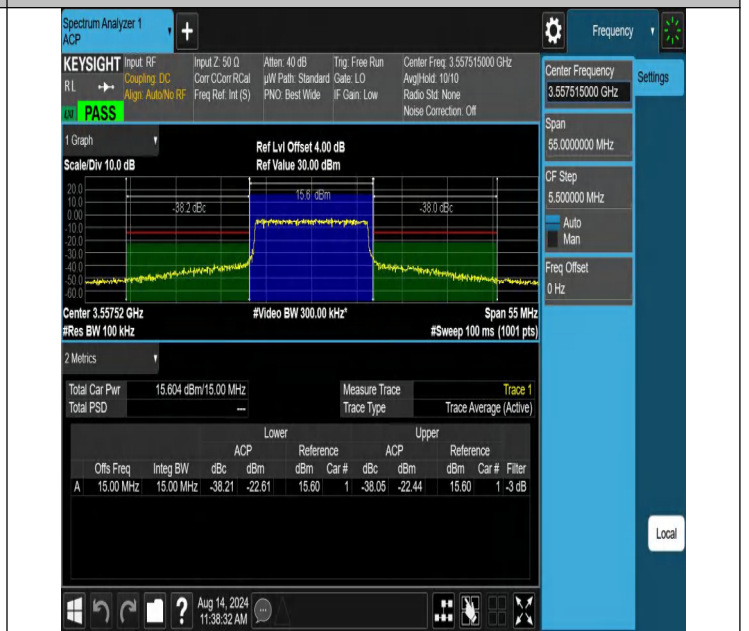 Spectrum Analyzer 1
ACP
Frequency
KEYSIGHT Input: RF Input Z: 50 Ω Atten: 40 dB Trig: Free Run Center Freq: 3.557515000 GHz
RL Coupling: DC Corr CCorr RCal µW Path: Standard Gate: LO Avg|Hold: 10/10
Align: Auto/No RF Freq Ref: Int (S) PNO: Best Wide IF Gain: Low Radio Std: None
PASS Noise Correction: Off
Center Frequency
3.557515000 GHz
Settings
Span
55.0000000 MHz
CF Step
5.500000 MHz
Auto
Man
Freq Offset
0 Hz
1 Graph
Ref Lvl Offset 4.00 dB
Scale/Div 10.0 dB Ref Value 30.00 dBm
20.0
10.0
0.00
-10.0
-20.0
-30.0
-40.0
-50.0
-60.0
-38.2 dBc 15.6 dBm -38.0 dBc
Center 3.55752 GHz #Video BW 300.00 kHz* Span 55 MHz
#Res BW 100 kHz #Sweep 100 ms (1001 pts)
2 Metrics
Total Car Pwr 15.604 dBm/15.00 MHz Measure Trace Trace 1
Total PSD --- Trace Type Trace Average (Active)
Lower Upper
ACP Reference ACP Reference
Offs Freq Integ BW dBc dBm dBm Car # dBc dBm dBm Car # Filter
A 15.00 MHz 15.00 MHz -38.21 -22.61 15.60 1 -38.05 -22.44 15.60 1 -3 dB
Local
Aug 14, 2024
11:38:32 AM